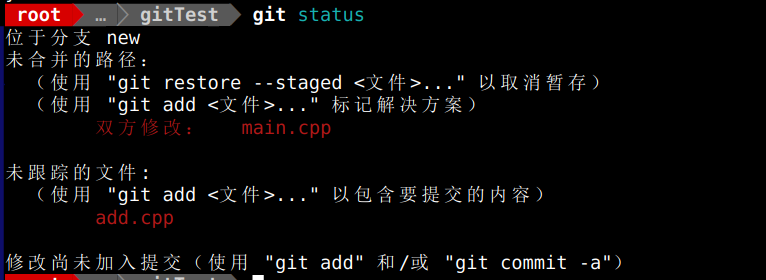 root … gitTest git status
位于分支 new
未合并的路径：
（使用 "git restore --staged <文件>..." 以取消暂存）
（使用 "git add <文件>..." 标记解决方案）
双方修改： main.cpp
未跟踪的文件:
（使用 "git add <文件>..." 以包含要提交的内容）
add.cpp
修改尚未加入提交（使用 "git add" 和/或 "git commit -a"）